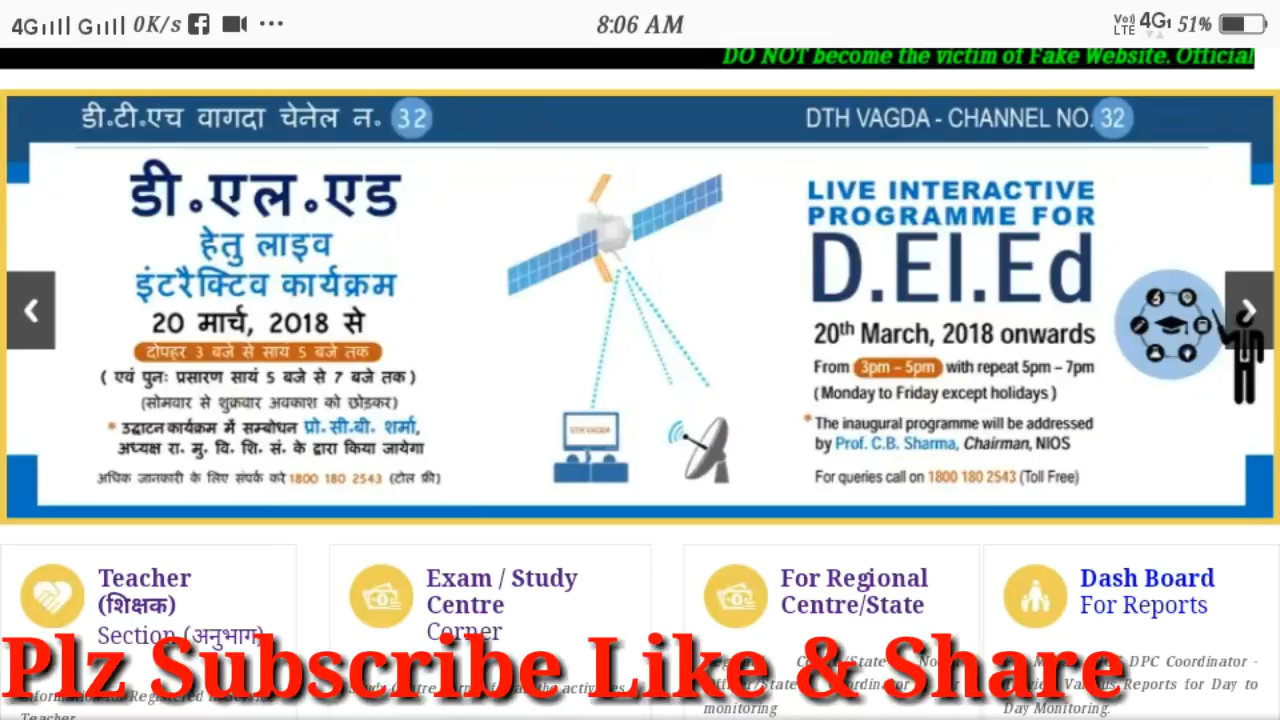 4G G 0K/s
8:06 AM
Vo) LTE 4G 51%
DO NOT become the victim of Fake Website. Official
डी॰टी॰एच वागदा चेनेल न॰ 32
DTH VAGDA - CHANNEL NO. 32
डी॰एल॰एड
हेतु लाइव
इंटरैक्टिव कार्यक्रम
20 मार्च, 2018 से
दोपहर 3 बजे से सायं 5 बजे तक
( एवं पुनः प्रसारण सायं 5 बजे से 7 बजे तक )
(सोमवार से शुक्रवार अवकाश को छोड़कर)
* उद्घाटन कार्यक्रम में सम्बोधन प्रो॰ सी॰बी॰ शर्मा,
अध्यक्ष रा॰ मु॰ वि॰ शि॰ सं॰ के द्वारा किया जायेगा
अधिक जानकारी के लिए संपर्क करे 1800 180 2543 (टोल फ्री)
DTH VAGDA
LIVE INTERACTIVE
PROGRAMME FOR
D.El.Ed
20th March, 2018 onwards
From 3pm – 5pm with repeat 5pm – 7pm
(Monday to Friday except holidays)
* The inaugural programme will be addressed
by Prof. C.B. Sharma, Chairman, NIOS
For queries call on 1800 180 2543 (Toll Free)
Teacher
(शिक्षक)
Section (अनुभाग)
Exam / Study
Centre
Corner
For Regional
Centre/State
monitoring
Dash Board
For Reports
DPC Coordinator -
Reports for Day to
Day Monitoring.
Plz Subscribe Like & Share